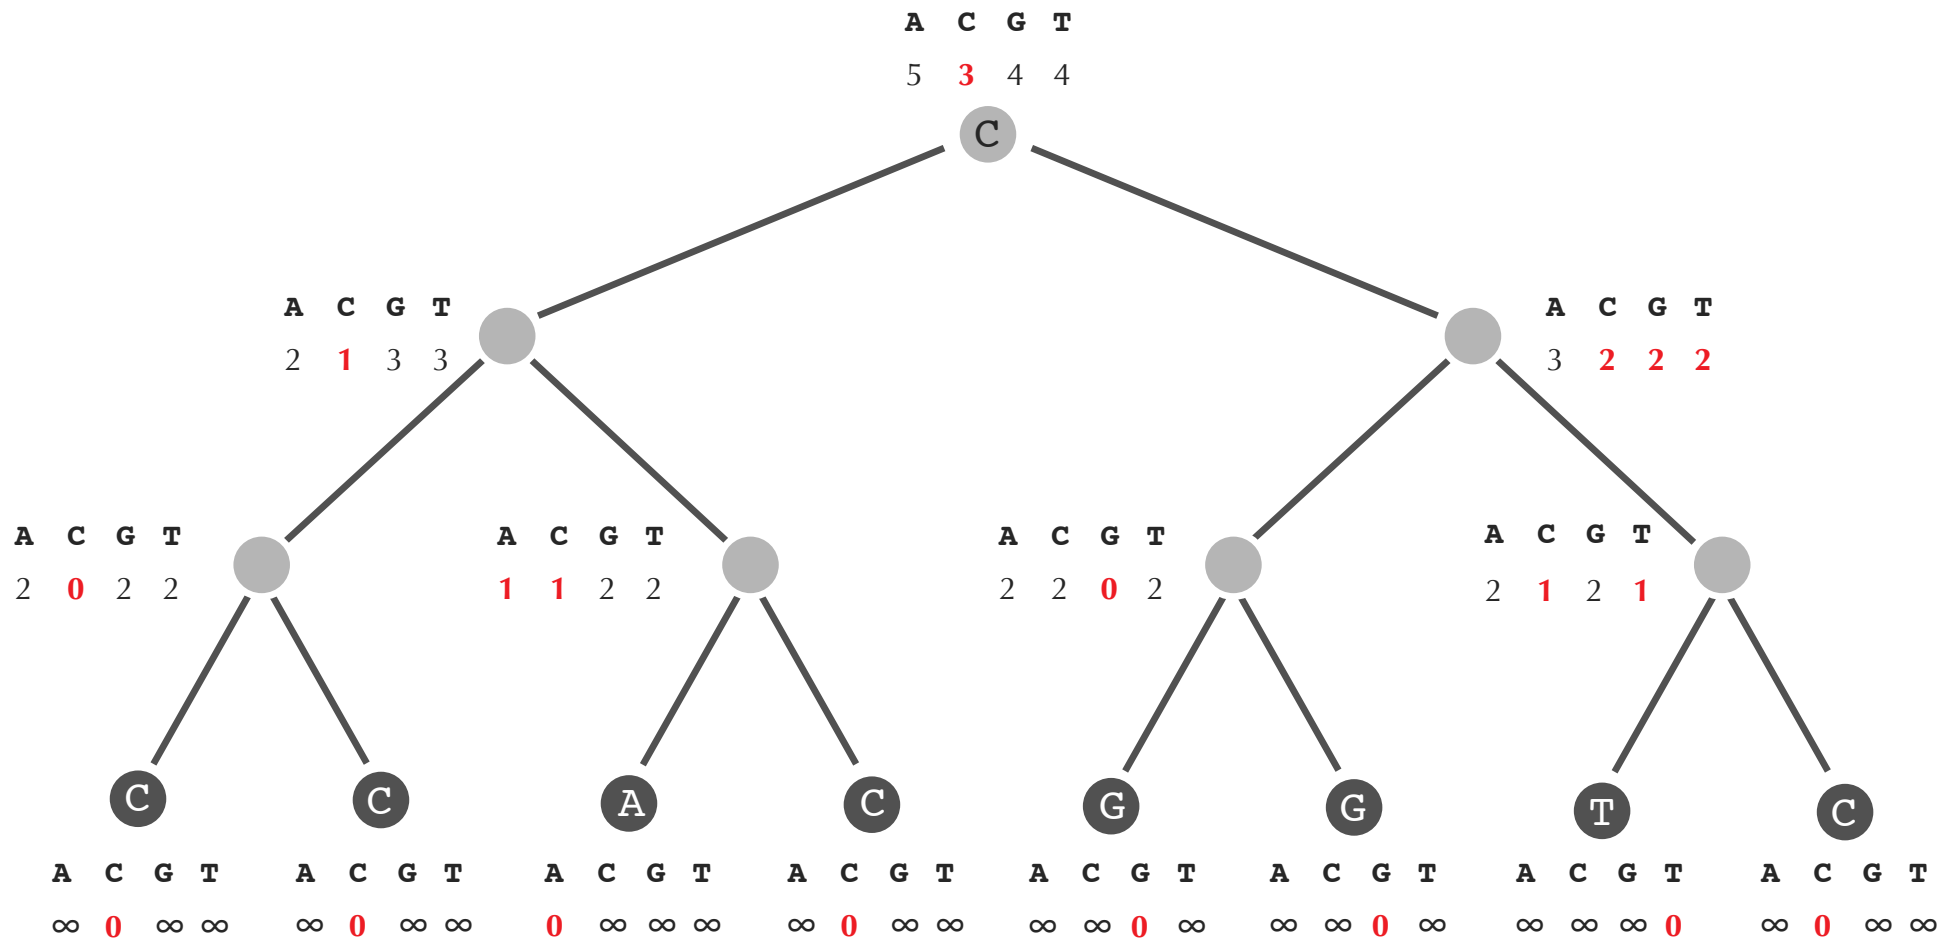 A C G T
5 3 4 4
C
A C G T
2 1 3 3
A C G T
3 2 2 2
A C G T
2 0 2 2
A C G T
1 1 2 2
A C G T
2 2 0 2
A C G T
2 1 2 1
C C A C G G T C
A C G T A C G T A C G T A C G T A C G T A C G T A C G T A C G T
∞ 0 ∞ ∞ ∞ 0 ∞ ∞ 0 ∞ ∞ ∞ ∞ 0 ∞ ∞ ∞ ∞ 0 ∞ ∞ ∞ 0 ∞ ∞ ∞ ∞ 0 ∞ 0 ∞ ∞